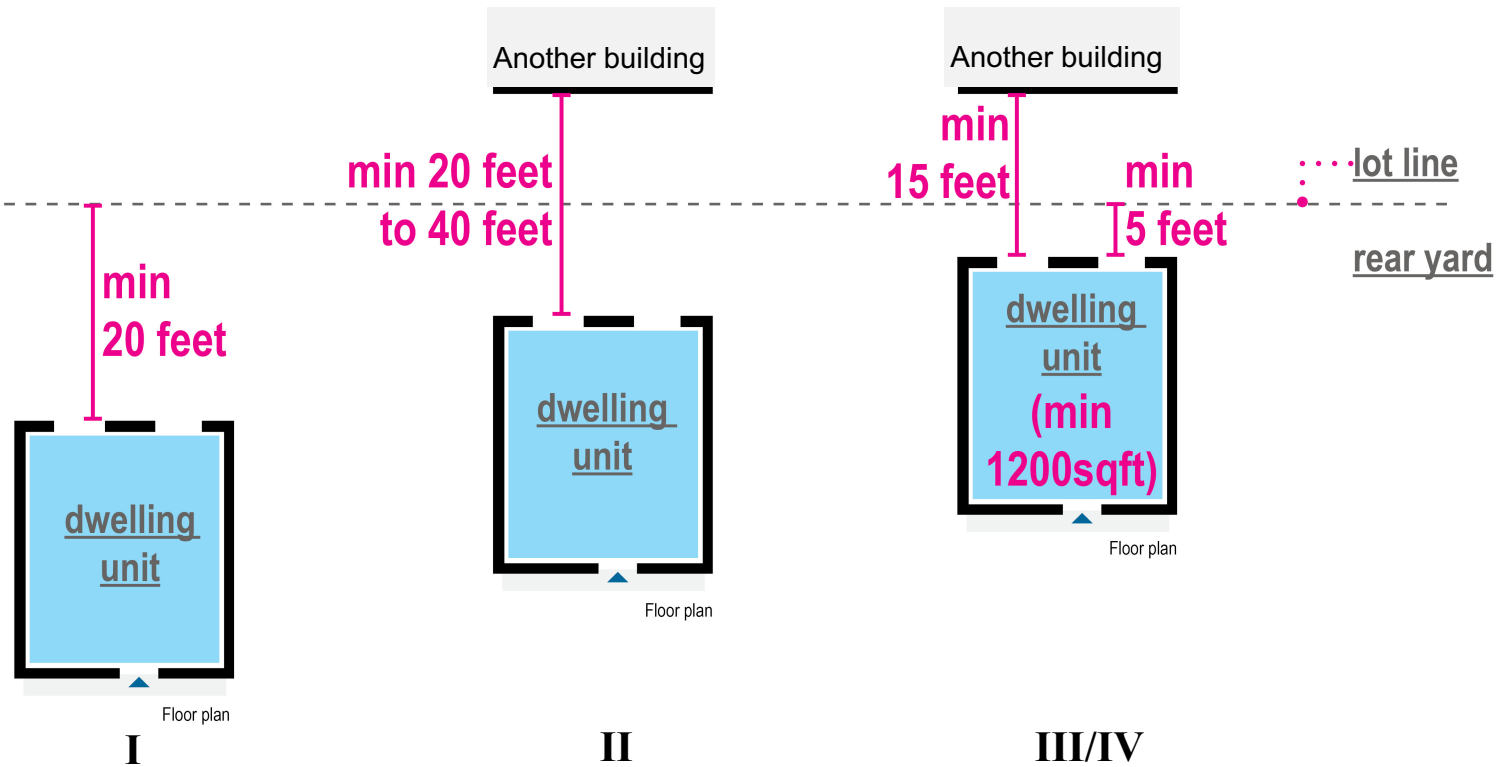 Another building
Another building
min 20 feet
to 40 feet
min
15 feet
min
5 feet
lot line
rear yard
min
20 feet
dwelling
unit
Floor plan
dwelling
unit
Floor plan
dwelling
unit
(min
1200sqft)
Floor plan
I
II
III/IV